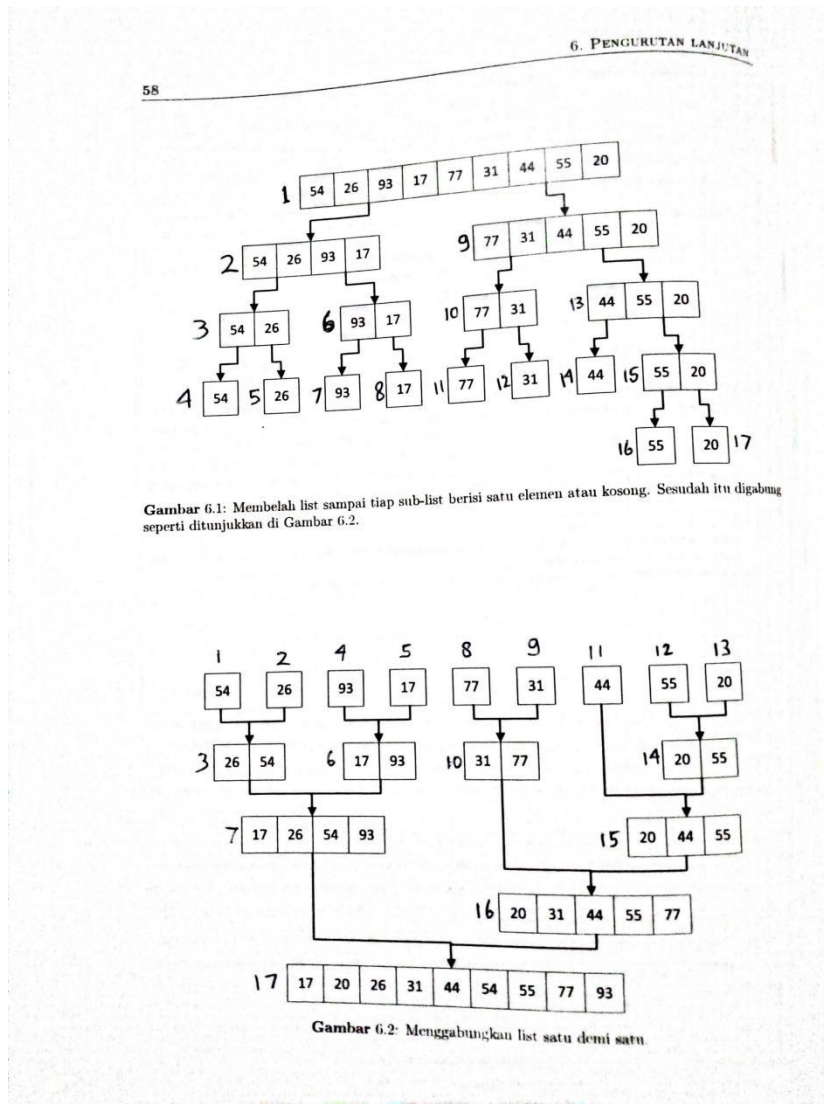 6. PENGURUTAN LANJUTAN
58
1 54 26 93 17 77 31 44 55 20
2 54 26 93 17
9 77 31 44 55 20
3 54 26
6 93 17
10 77 31
13 44 55 20
4 54
5 26
7 93
8 17
11 77
12 31
14 44
15 55 20
16 55
20 17
Gambar 6.1: Membelah list sampai tiap sub-list berisi satu elemen atau kosong. Sesudah itu digabung
seperti ditunjukkan di Gambar 6.2.
1 2 4 5 8 9 11 12 13
54 26 93 17 77 31 44 55 20
3 26 54
6 17 93
10 31 77
14 20 55
7 17 26 54 93
15 20 44 55
16 20 31 44 55 77
17 17 20 26 31 44 54 55 77 93
Gambar 6.2: Menggabungkan list satu demi satu.